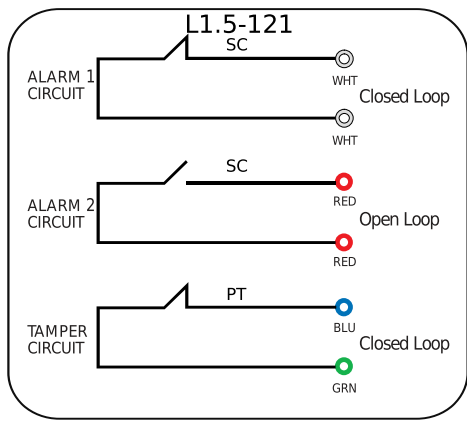 L1.5-121
SC
ALARM 1
CIRCUIT
WHT
Closed Loop
WHT
SC
ALARM 2
CIRCUIT
RED
Open Loop
RED
PT
TAMPER
CIRCUIT
BLU
Closed Loop
GRN